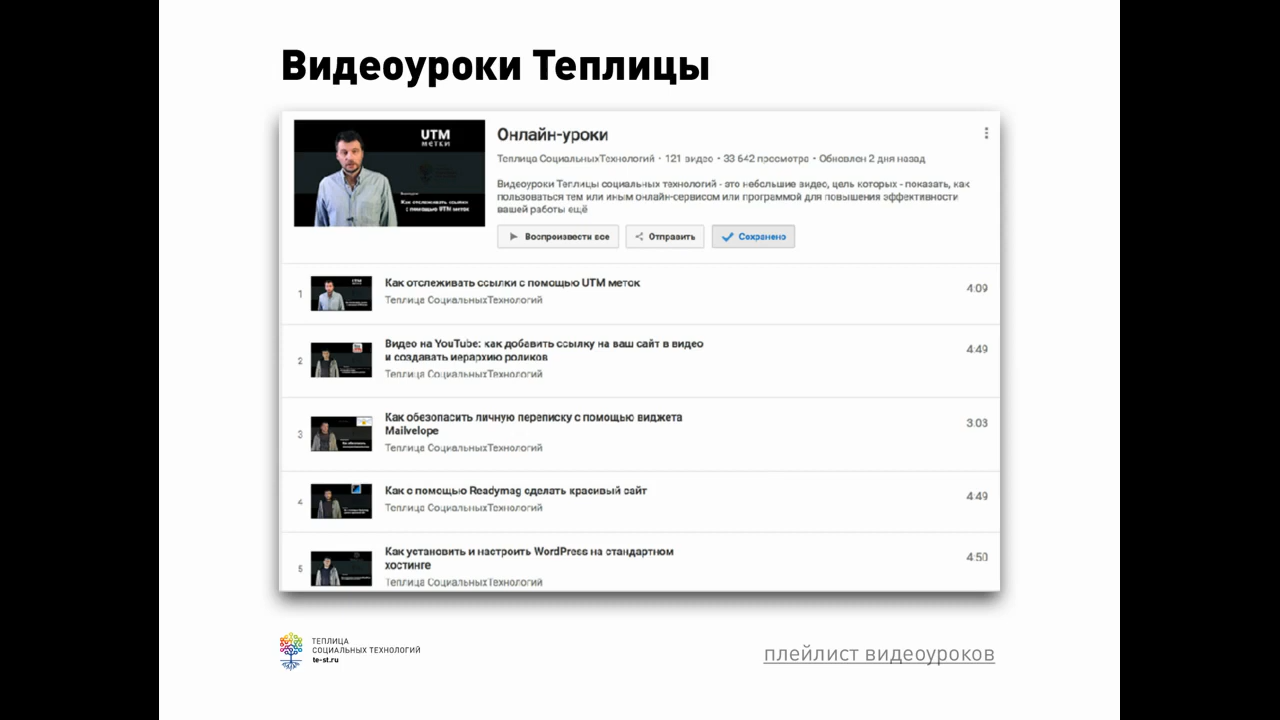 Видеоуроки Теплицы
UTM
метки
Как отслеживать ссылки
с помощью UTM меток
Онлайн-уроки
Теплица СоциальныхТехнологий • 121 видео • 33 642 просмотра • Обновлен 2 дня назад
Видеоуроки Теплицы социальных технологий - это небольшие видео, цель которых - показать, как
пользоваться тем или иным онлайн-сервисом или программой для повышения эффективности
вашей работы ещё
Воспроизвести все
Отправить
Сохранено
1
Как отслеживать ссылки с помощью UTM меток
Теплица СоциальныхТехнологий
4:09
2
Видео на YouTube: как добавить ссылку на ваш сайт в видео
и создавать иерархию роликов
Теплица СоциальныхТехнологий
4:49
3
Как обезопасить личную переписку с помощью виджета
Mailvelope
Теплица СоциальныхТехнологий
3:03
4
Как с помощью Readymag сделать красивый сайт
Теплица СоциальныхТехнологий
4:49
5
Как установить и настроить WordPress на стандартном
хостинге
Теплица СоциальныхТехнологий
4:50
ТЕПЛИЦА
СОЦИАЛЬНЫХ ТЕХНОЛОГИЙ
te-st.ru
плейлист видеоуроков